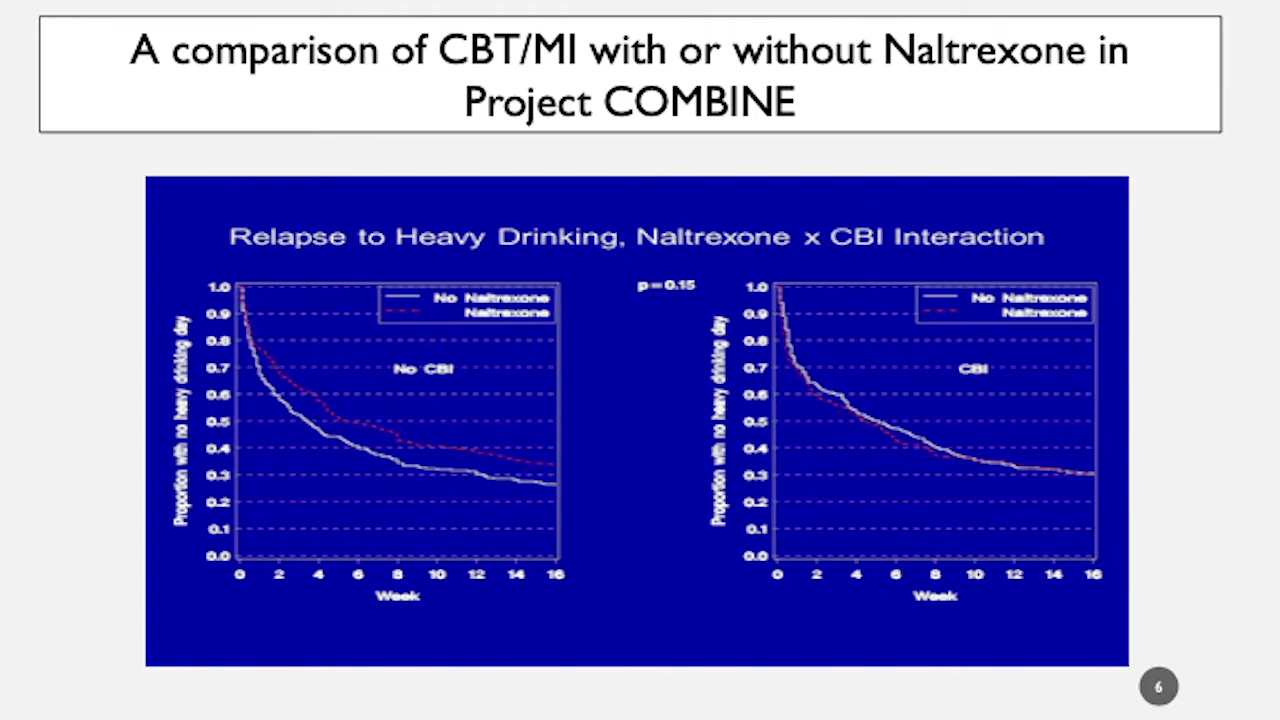 A comparison of CBT/MI with or without Naltrexone in
Project COMBINE
Relapse to Heavy Drinking, Naltrexone x CBI Interaction
p=0.15
Proportion with no heavy drinking day
1.0
0.9
0.8
0.7
0.6
0.5
0.4
0.3
0.2
0.1
0.0
No Naltrexone
Naltrexone
No CBI
0 2 4 6 8 10 12 14 16
Week
Proportion with no heavy drinking day
1.0
0.9
0.8
0.7
0.6
0.5
0.4
0.3
0.2
0.1
0.0
No Naltrexone
Naltrexone
CBI
0 2 4 6 8 10 12 14 16
Week
6